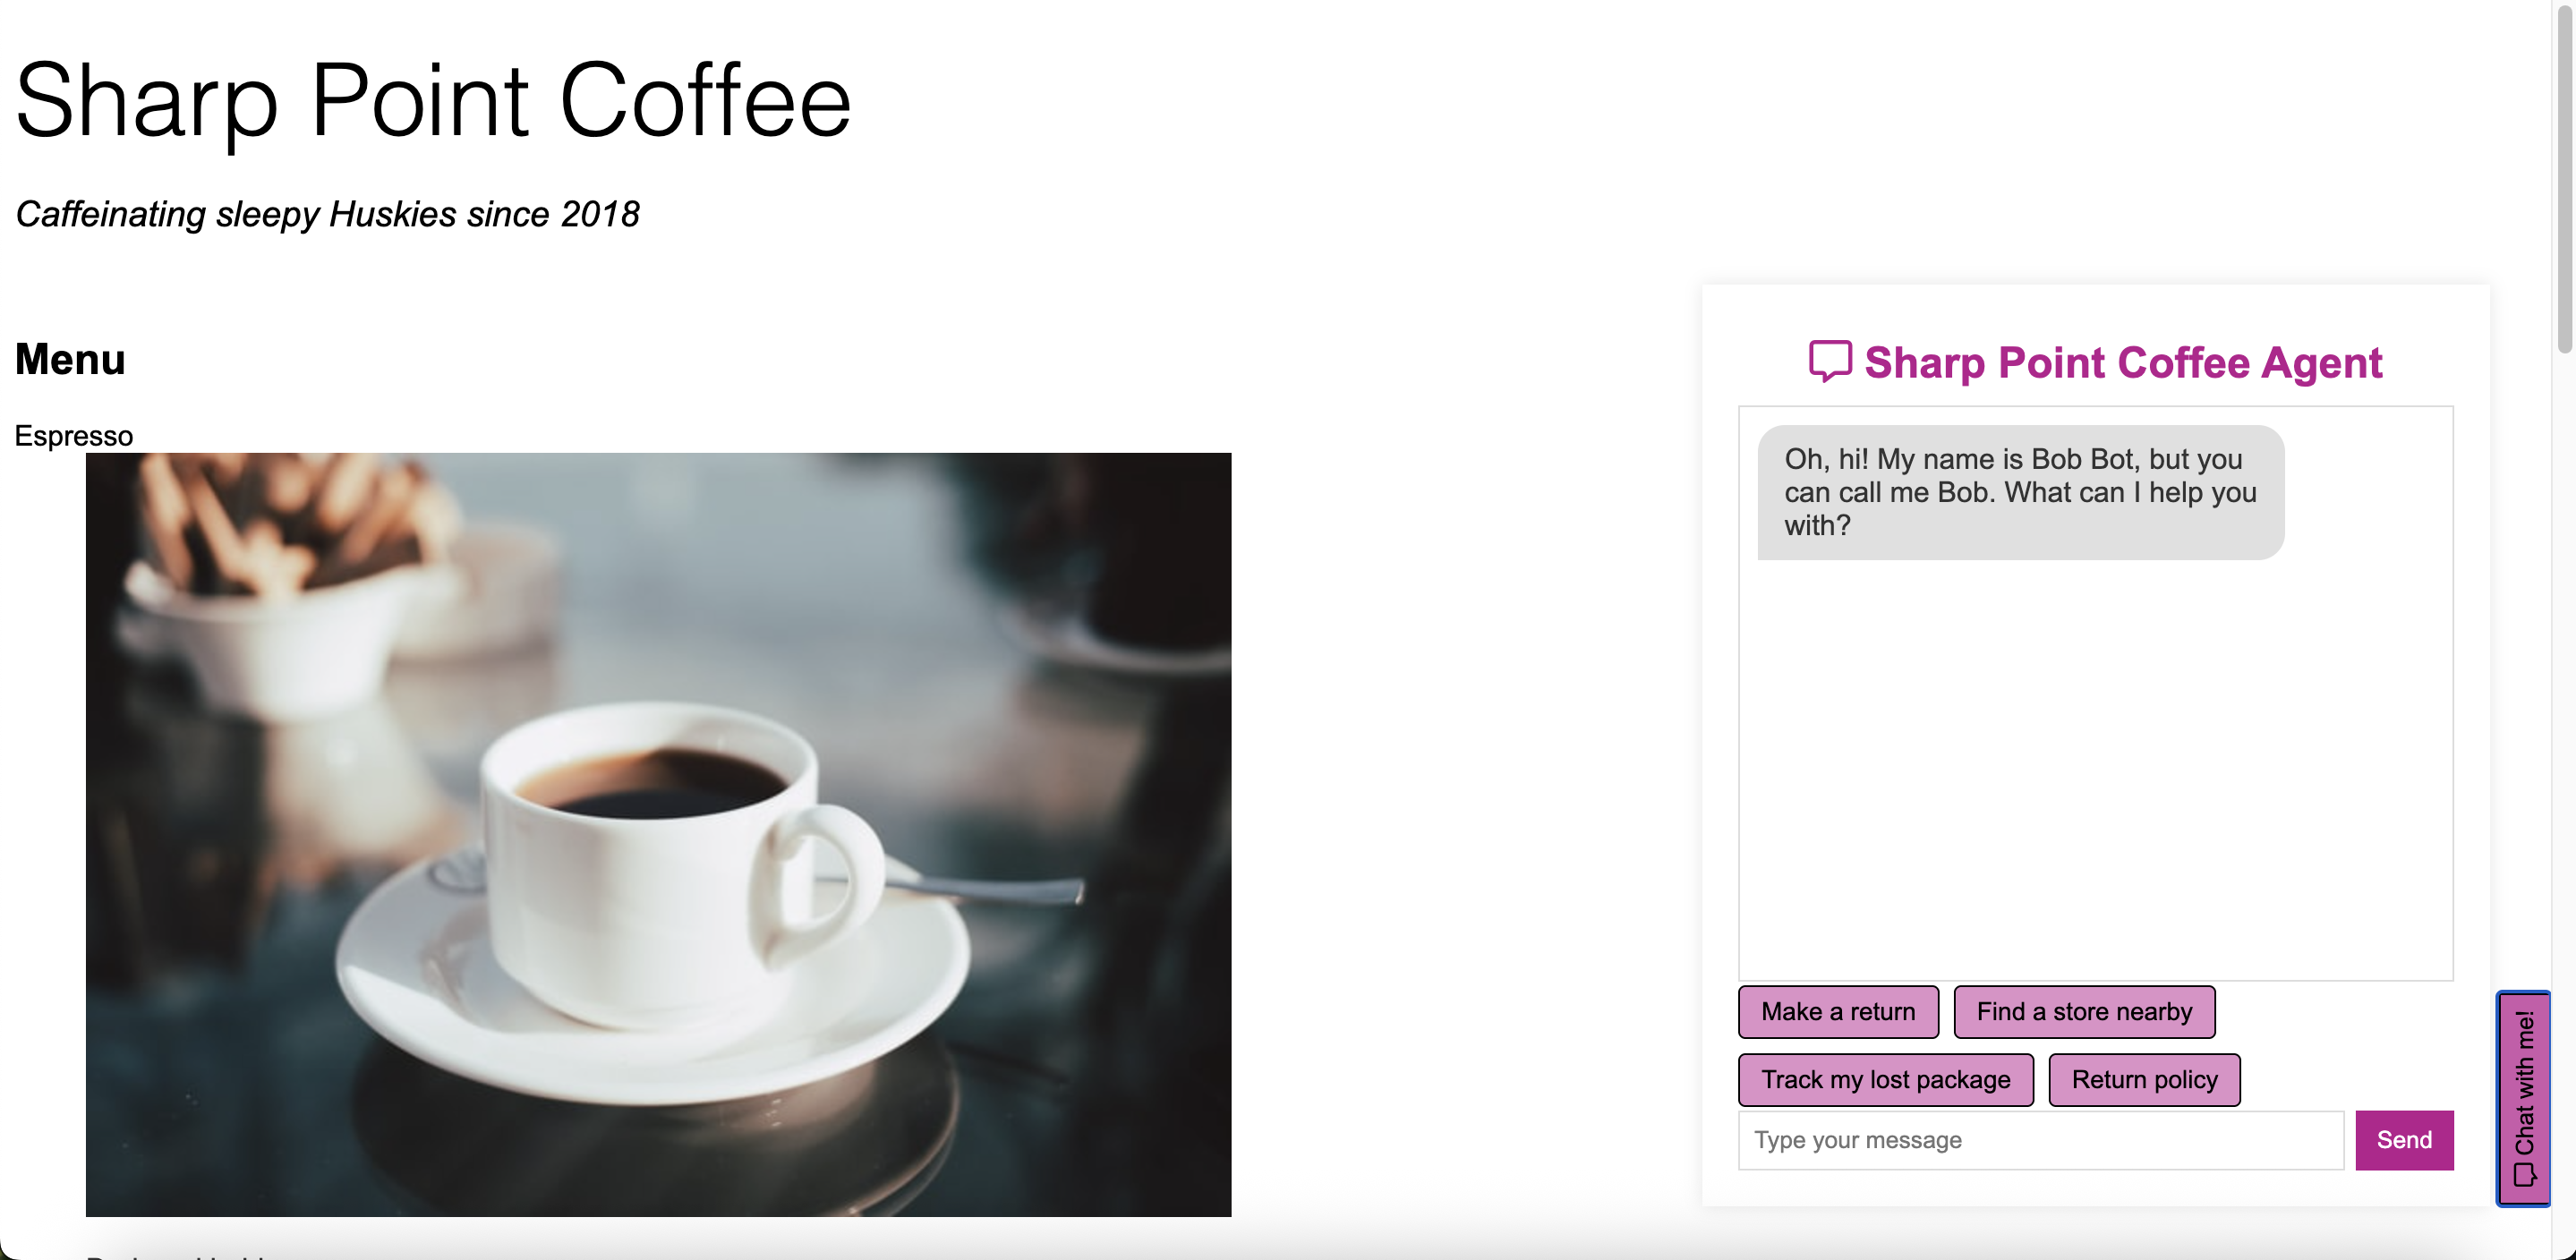 Sharp Point Coffee
Caffeinating sleepy Huskies since 2018
Menu
Espresso
Sharp Point Coffee Agent
Oh, hi! My name is Bob Bot, but you
can call me Bob. What can I help you
with?
Make a return
Find a store nearby
Track my lost package
Return policy
Type your message
Send
Chat with me!